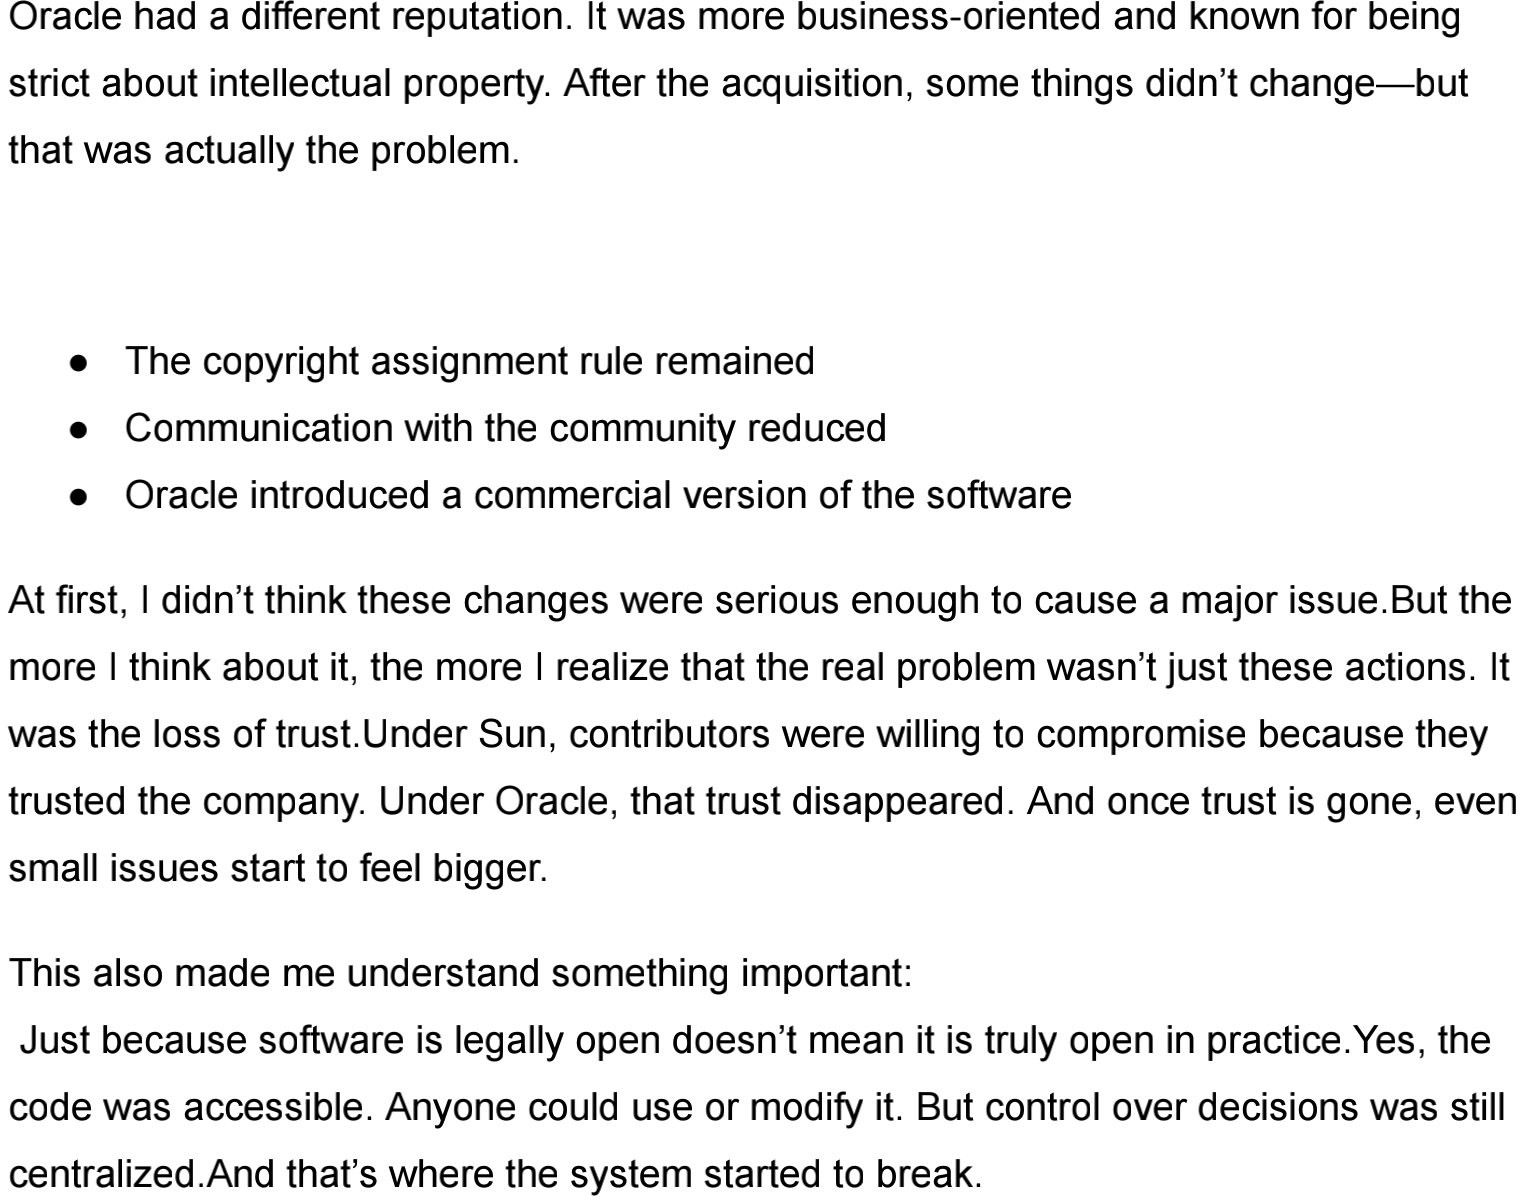 Oracle had a different reputation. It was more business-oriented and known for being
strict about intellectual property. After the acquisition, some things didn’t change—but
that was actually the problem.
● The copyright assignment rule remained
● Communication with the community reduced
● Oracle introduced a commercial version of the software
At first, I didn’t think these changes were serious enough to cause a major issue.But the
more I think about it, the more I realize that the real problem wasn’t just these actions. It
was the loss of trust.Under Sun, contributors were willing to compromise because they
trusted the company. Under Oracle, that trust disappeared. And once trust is gone, even
small issues start to feel bigger.
This also made me understand something important:
Just because software is legally open doesn’t mean it is truly open in practice.Yes, the
code was accessible. Anyone could use or modify it. But control over decisions was still
centralized.And that’s where the system started to break.